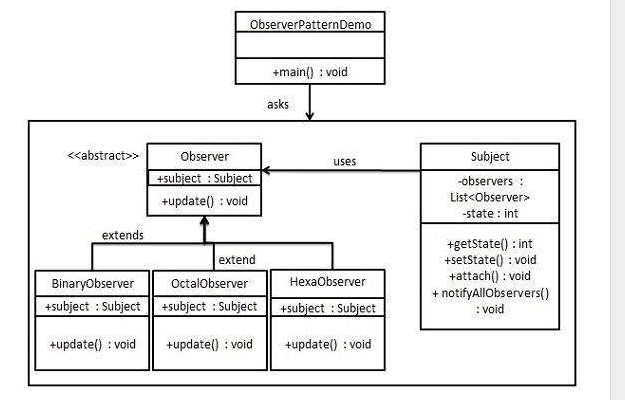 ObserverPatternDemo
+main() : void
asks
<<abstract>>
Observer
+subject : Subject
+update() : void
uses
Subject
-observers :
List<Observer>
-state : int
+getState() : int
+setState() : void
+attach() : void
+ notifyAllObservers()
: void
extends
extend
BinaryObserver
+subject : Subject
+update() : void
OctalObserver
+subject : Subject
+update() : void
HexaObserver
+subject : Subject
+update() : void